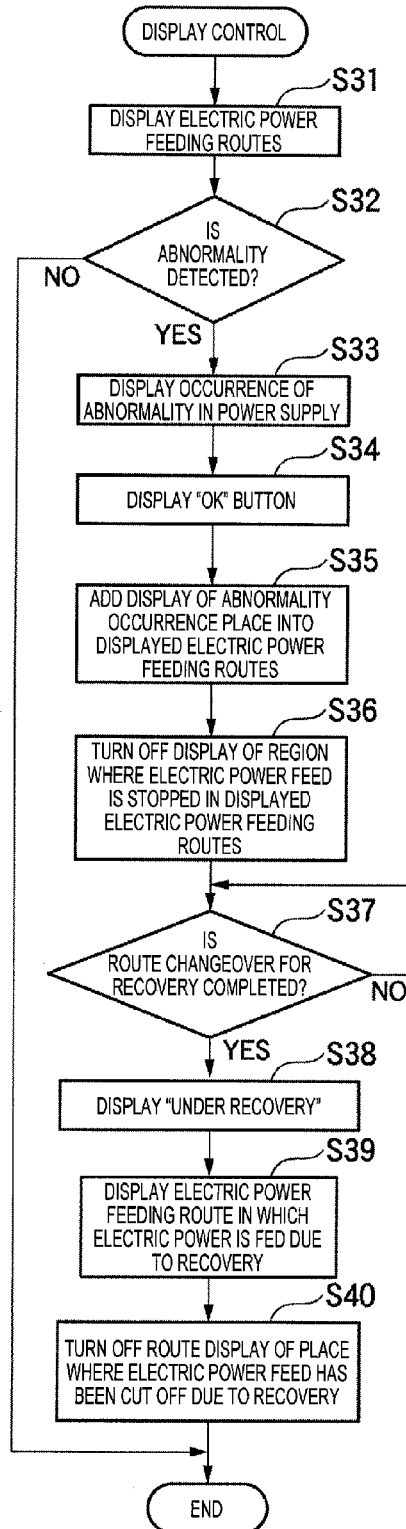 DISPLAY CONTROL
S31
DISPLAY ELECTRIC POWER
FEEDING ROUTES
S32
IS
ABNORMALITY
DETECTED?
NO
YES
S33
DISPLAY OCCURRENCE OF
ABNORMALITY IN POWER SUPPLY
S34
DISPLAY "OK" BUTTON
S35
ADD DISPLAY OF ABNORMALITY
OCCURRENCE PLACE INTO
DISPLAYED ELECTRIC POWER
FEEDING ROUTES
S36
TURN OFF DISPLAY OF REGION
WHERE ELECTRIC POWER FEED
IS STOPPED IN DISPLAYED
ELECTRIC POWER FEEDING
ROUTES
S37
IS
ROUTE CHANGEOVER FOR
RECOVERY COMPLETED?
NO
YES
S38
DISPLAY "UNDER RECOVERY"
S39
DISPLAY ELECTRIC POWER
FEEDING ROUTE IN WHICH
ELECTRIC POWER IS FED DUE
TO RECOVERY
S40
TURN OFF ROUTE DISPLAY OF PLACE
WHERE ELECTRIC POWER FEED HAS
BEEN CUT OFF DUE TO RECOVERY
END